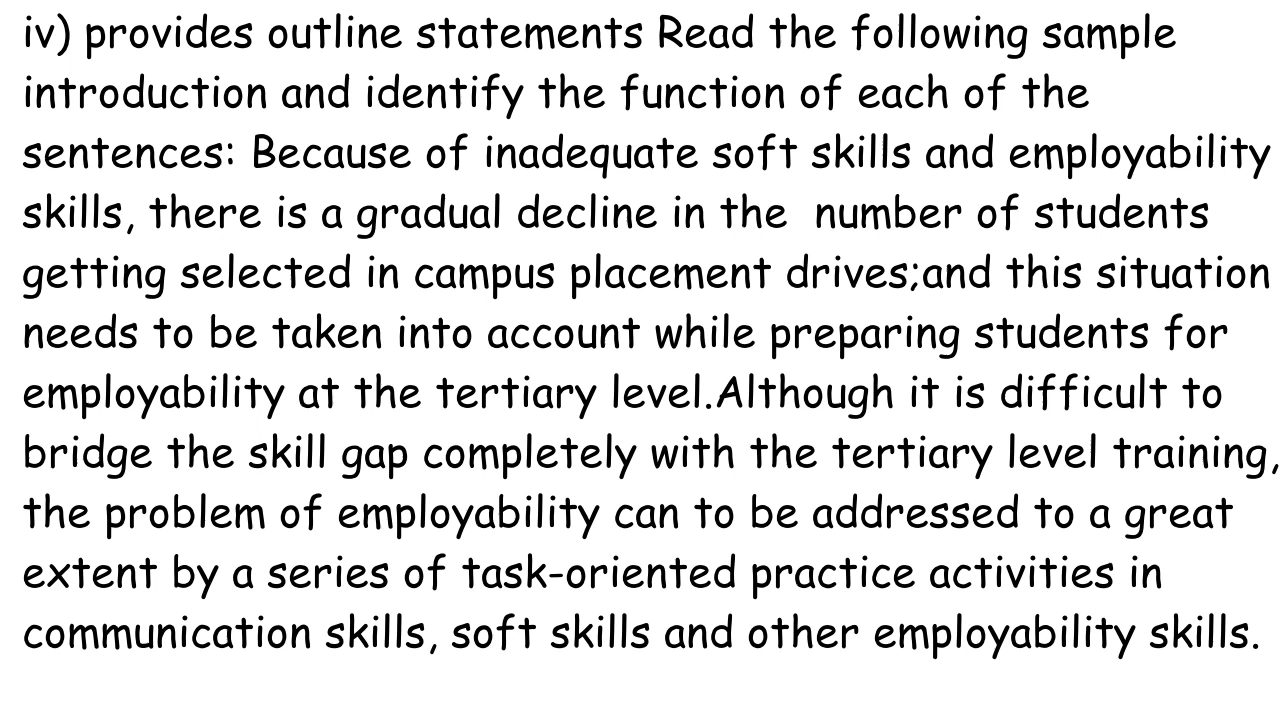 iv) provides outline statements Read the following sample
introduction and identify the function of each of the
sentences: Because of inadequate soft skills and employability
skills, there is a gradual decline in the  number of students
getting selected in campus placement drives;and this situation
needs to be taken into account while preparing students for
employability at the tertiary level.Although it is difficult to
bridge the skill gap completely with the tertiary level training,
the problem of employability can to be addressed to a great
extent by a series of task-oriented practice activities in
communication skills, soft skills and other employability skills.